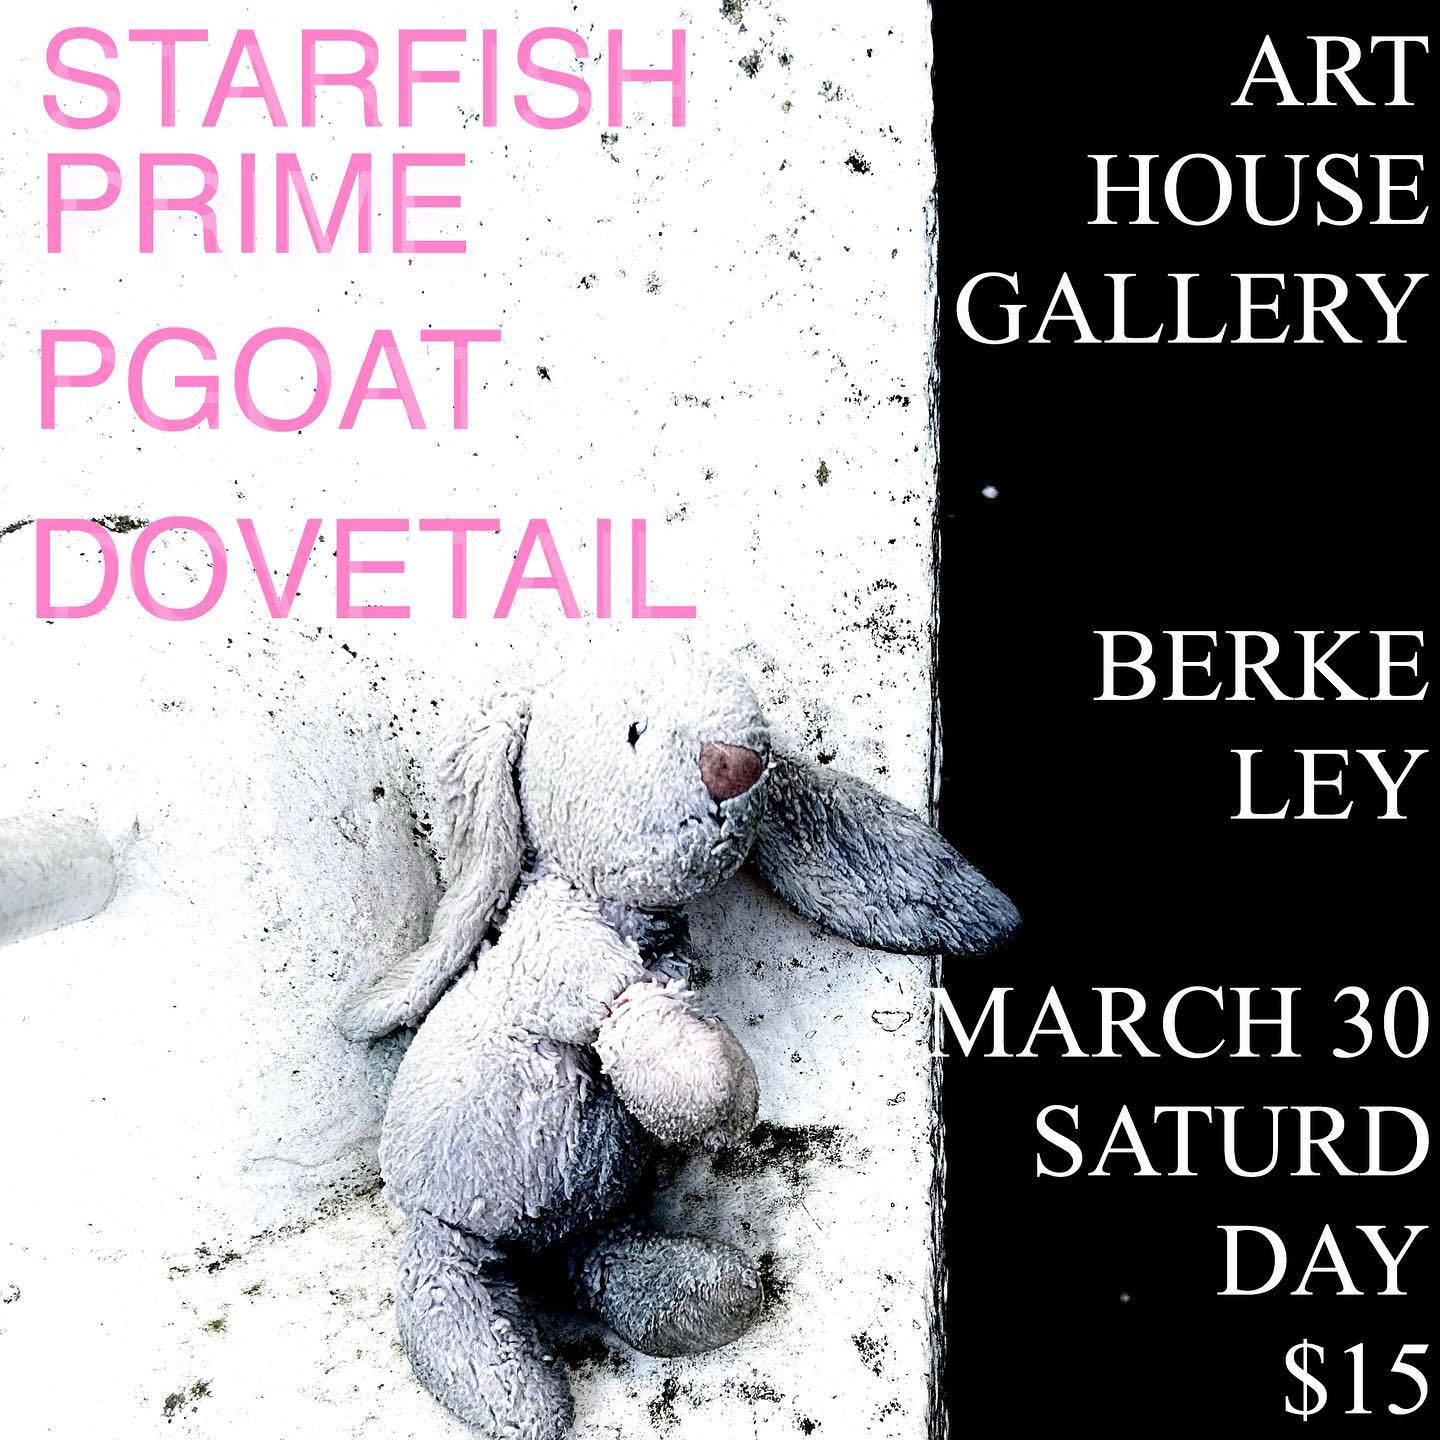 STARFISH
PRIME
PGOAT
DOVETAIL
ART
HOUSE
GALLERY
BERKE
LEY
MARCH 30
SATURD
DAY
$15